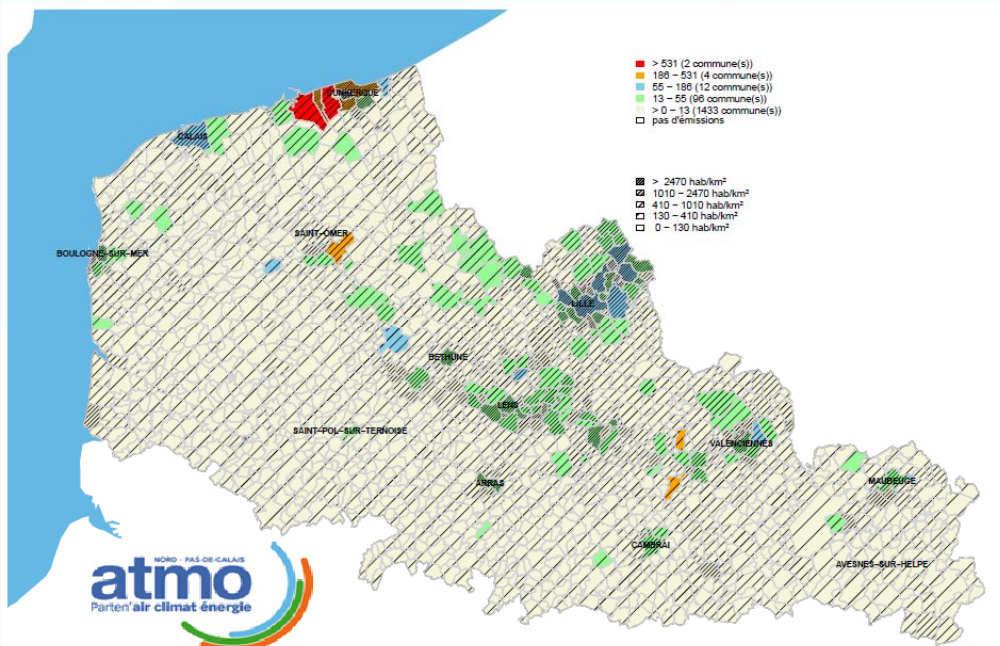 > 531 (2 commune(s))
186 – 531 (4 commune(s))
55 – 186 (12 commune(s))
13 – 55 (96 commune(s))
> 0 – 13 (1433 commune(s))
pas d'émissions
> 2470 hab/km²
1010 – 2470 hab/km²
410 – 1010 hab/km²
130 – 410 hab/km²
0 – 130 hab/km²
DUNKERQUE
CALAIS
SAINT-OMER
BOULOGNE-SUR-MER
LILLE
BETHUNE
LENS
SAINT-POL-SUR-TERNOISE
VALENCIENNES
ARRAS
MAUBEUGE
CAMBRAI
AVESNES-SUR-HELPE
NORD - PAS-DE-CALAIS
atmo
Parten'air climat énergie